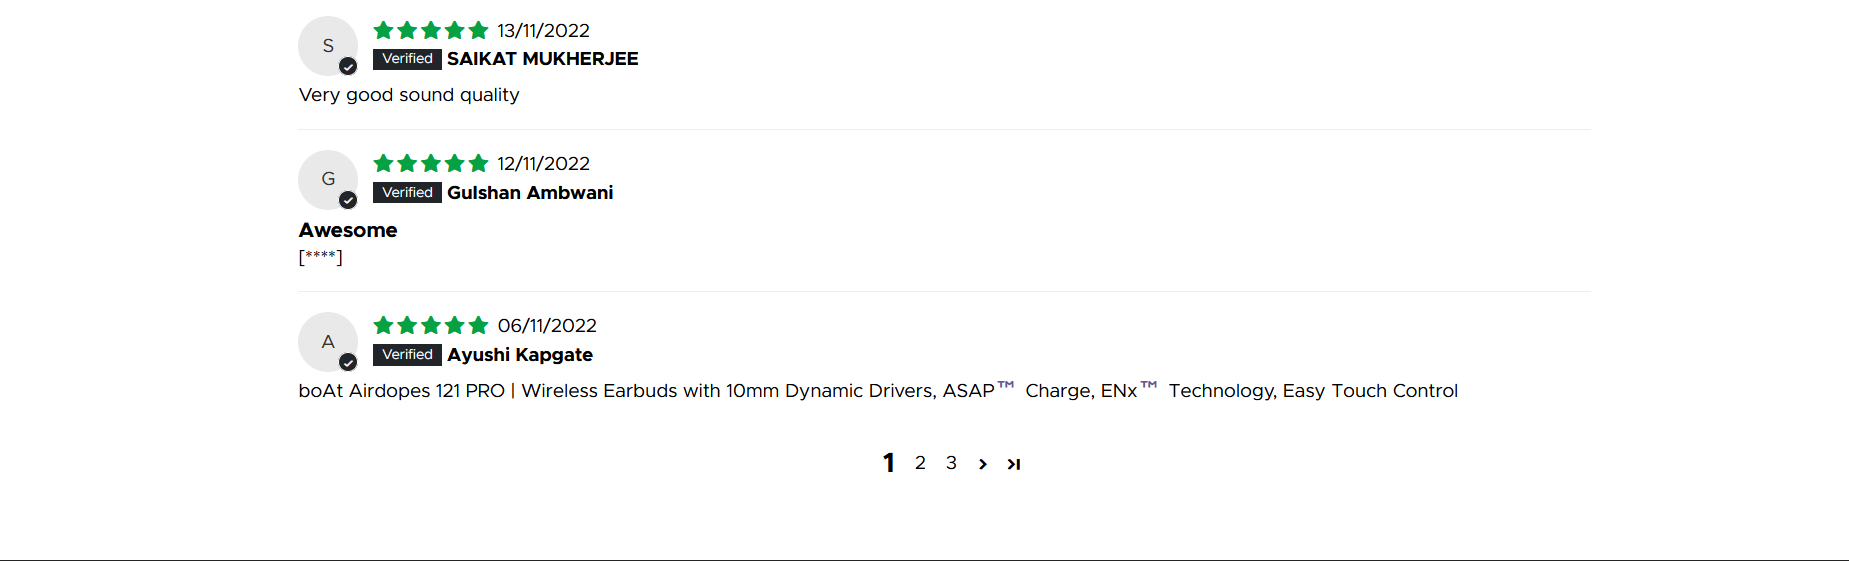 S
13/11/2022
Verified SAIKAT MUKHERJEE
Very good sound quality
G
12/11/2022
Verified Gulshan Ambwani
Awesome
[****]
A
06/11/2022
Verified Ayushi Kapgate
boAt Airdopes 121 PRO | Wireless Earbuds with 10mm Dynamic Drivers, ASAP™ Charge, ENx™ Technology, Easy Touch Control
1 2 3